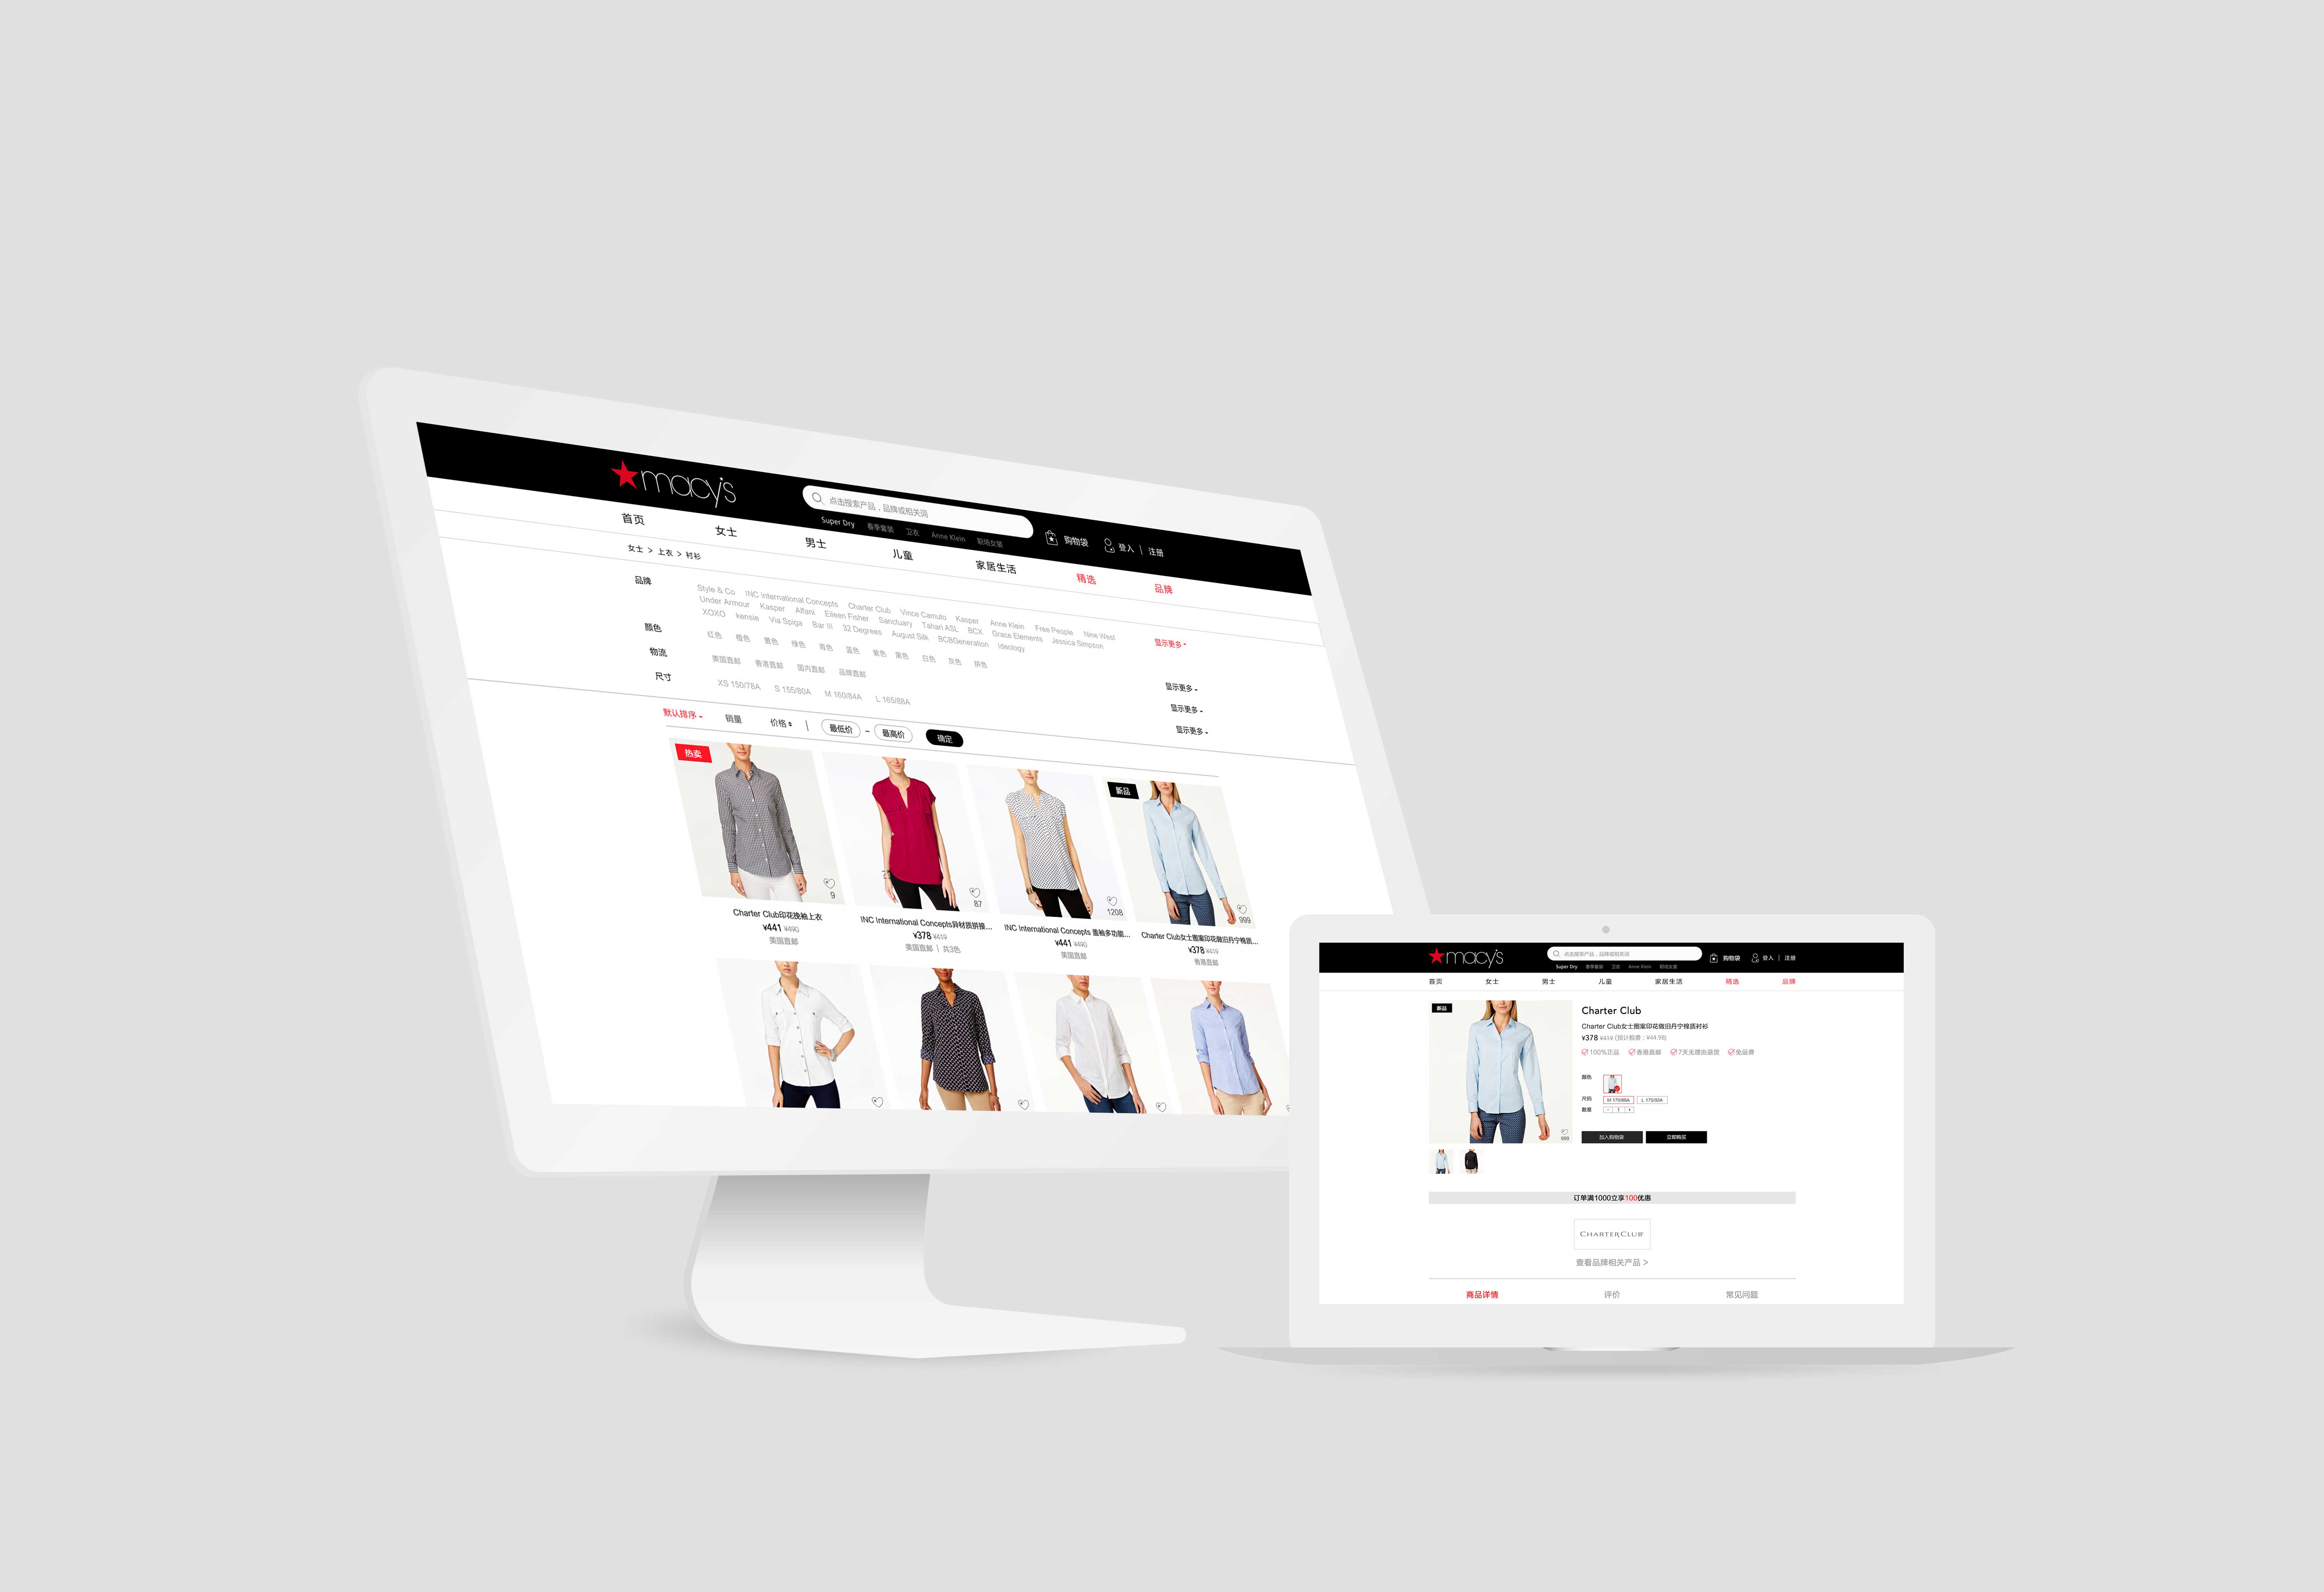 macy's
点击搜索产品，品牌或相关词
Super Dry 春季套装 卫衣 Anne Klein 职场女装
购物袋 登入 | 注册
首页 女士 男士 儿童 家居生活 精选 品牌
女士 > 上衣 > 衬衫
品牌
Style & Co INC International Concepts Charter Club Vince Camuto Kasper Anne Klein Free People Nine West
Under Armour Kasper Alfani Eileen Fisher Sanctuary Tahari ASL BCX Grace Elements Jessica Simpson
XOXO kensie Via Spiga Bar III 32 Degrees August Silk BCBGeneration Ideology
显示更多
颜色 红色 橙色 黄色 绿色 青色 蓝色 紫色 黑色 白色 灰色 拼色 显示更多
物流 美国直邮 香港直邮 国内直邮 品牌直邮 显示更多
尺寸 XS 150/78A S 155/80A M 160/84A L 165/88A 显示更多
默认排序 销量 价格 | 最低价 - 最高价 确定
热卖
9
Charter Club印花挽袖上衣
¥441 ¥490
美国直邮
87
INC International Concepts异材质拼接...
¥378 ¥419
美国直邮 | 共3色
1208
INC International Concepts 盖袖多功能...
¥441 ¥490
美国直邮
新品
999
Charter Club女士图案印花做旧丹宁棉质...
¥378 ¥419
香港直邮
macy's
点击搜索产品，品牌或相关词
Super Dry 春季套装 卫衣 Anne Klein 职场女装
购物袋 登入 | 注册
首页 女士 男士 儿童 家居生活 精选 品牌
新品
999
Charter Club
Charter Club女士图案印花做旧丹宁棉质衬衫
¥378 ¥419 (预计税费：¥44.98)
100%正品 香港直邮 7天无理由退货 免运费
颜色
尺码 M 170/88A L 175/92A
数量 - 1 +
加入购物袋 立即购买
订单满1000立享100优惠
CHARTER CLUB
查看品牌相关产品 >
商品详情 评价 常见问题